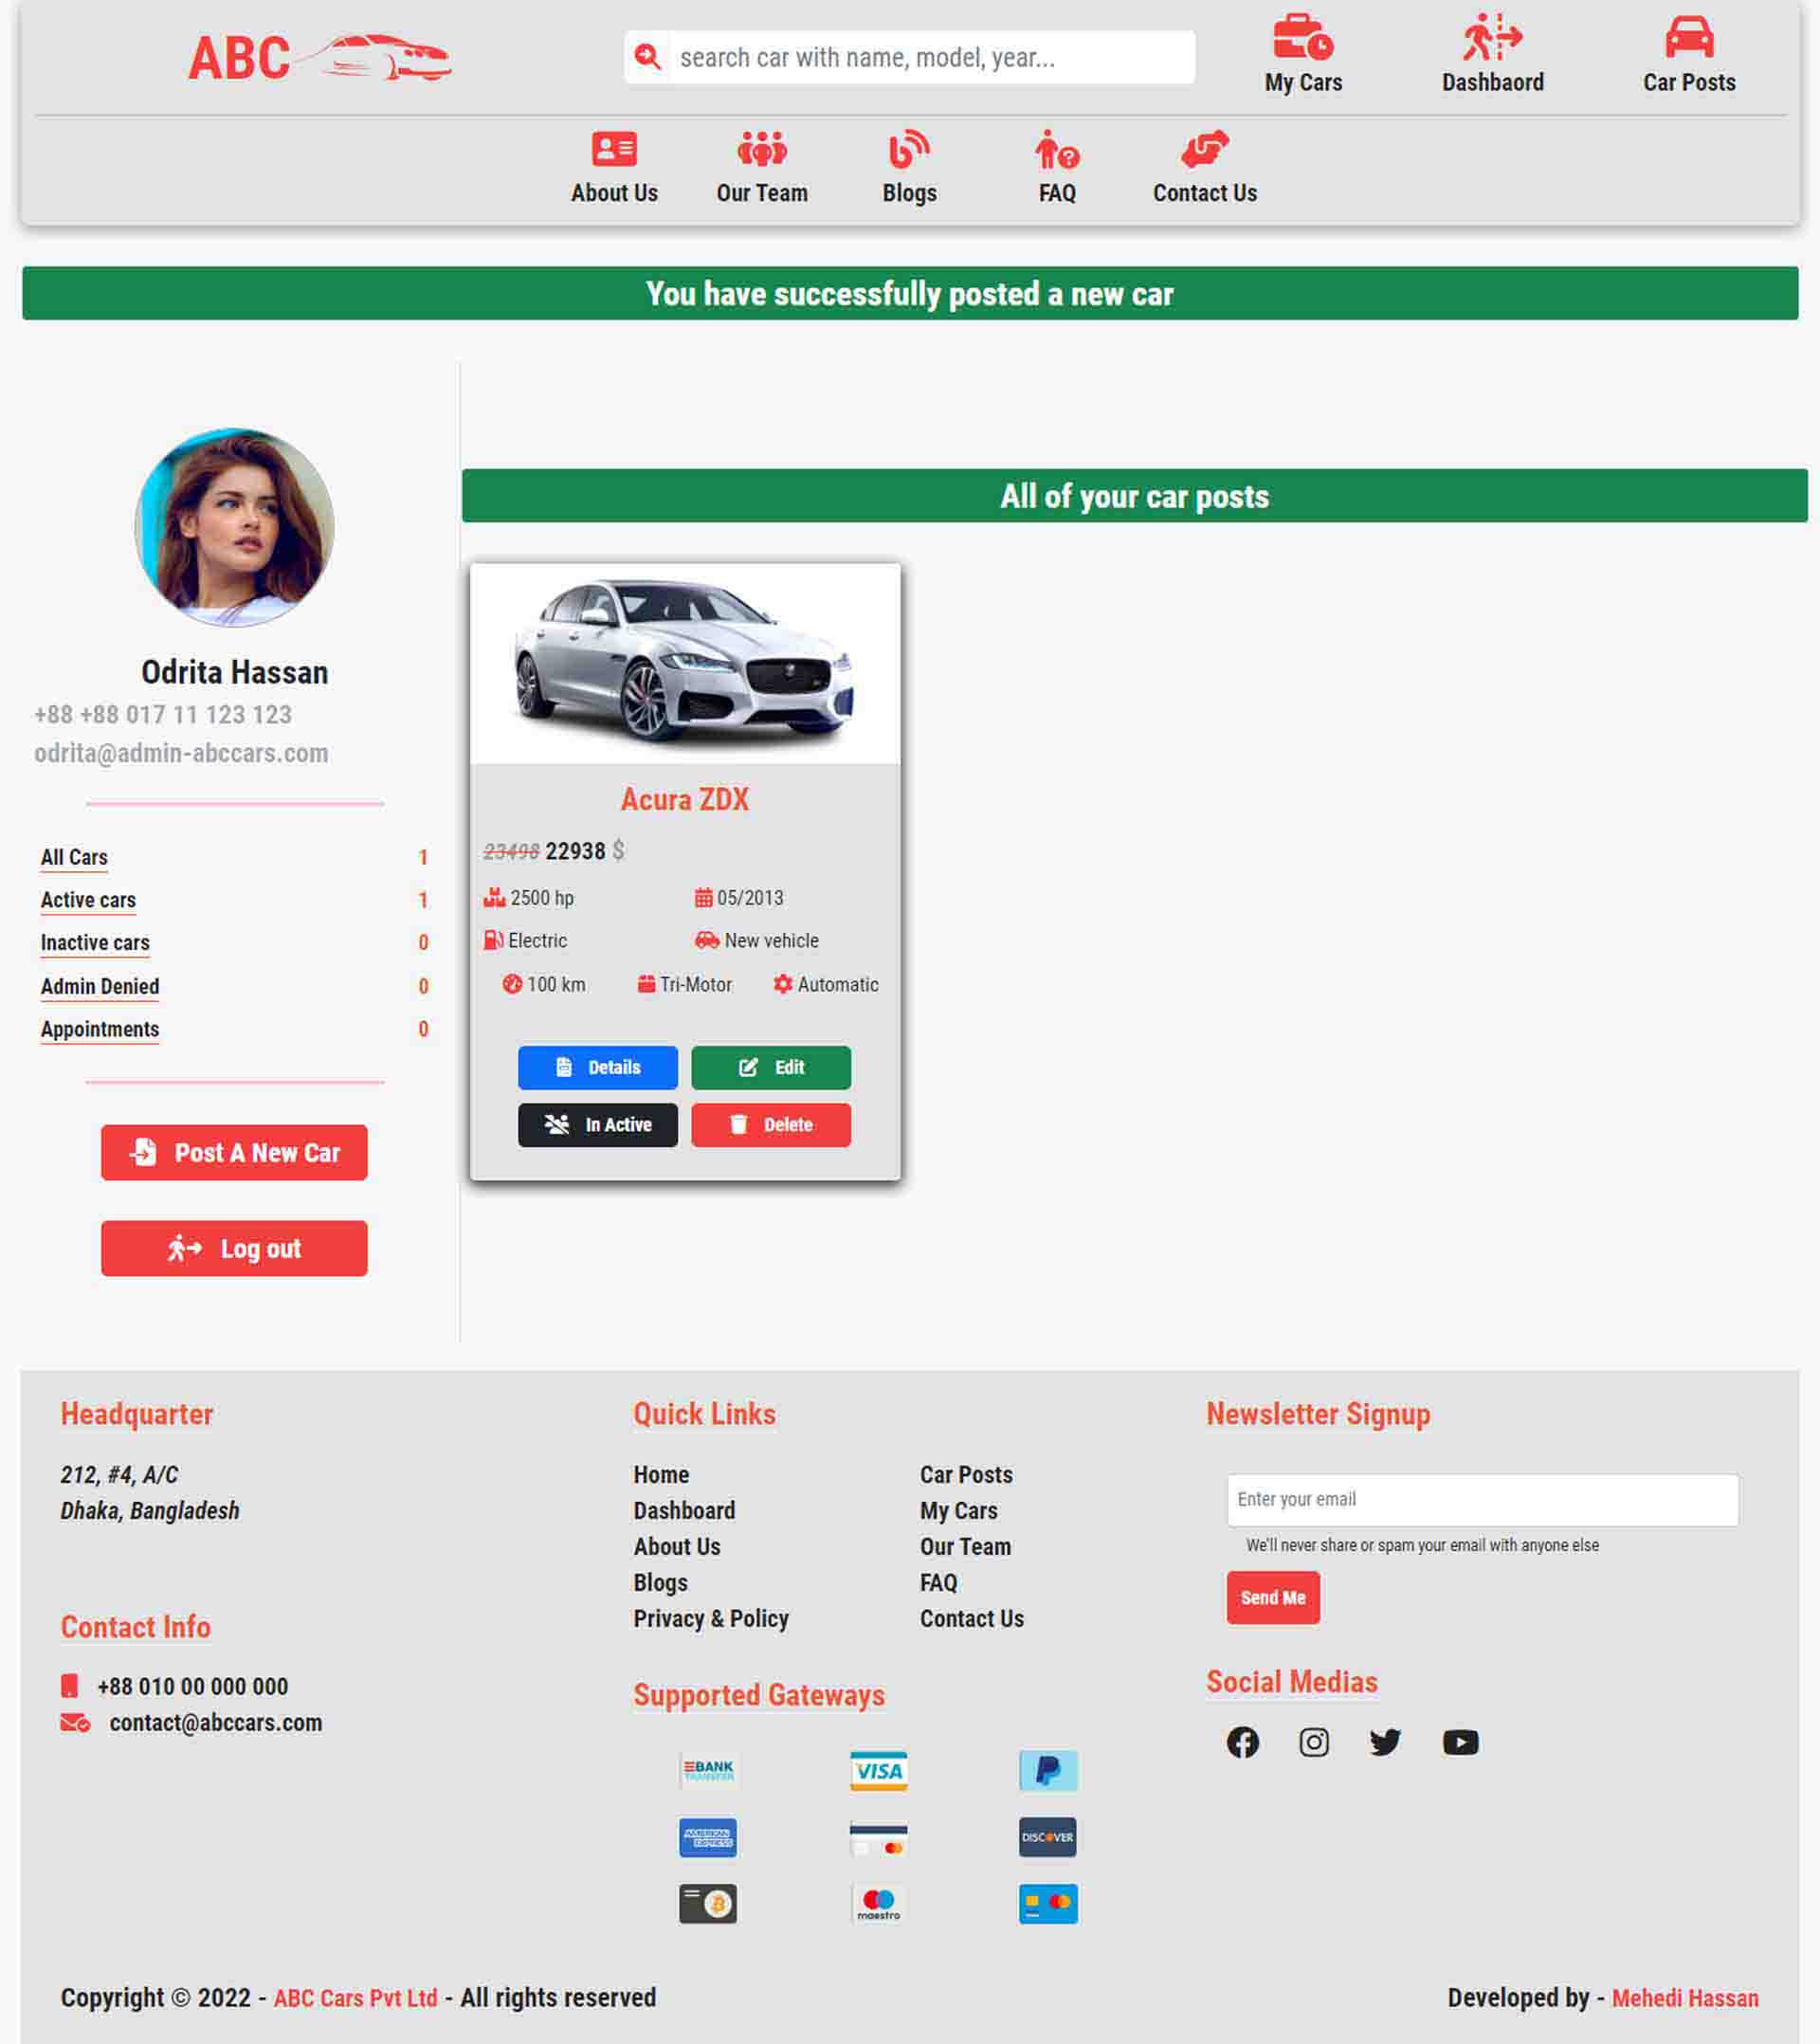 ABC
search car with name, model, year...
My Cars
Dashbaord
Car Posts
About Us
Our Team
Blogs
FAQ
Contact Us
You have successfully posted a new car
Odrita Hassan
+88 +88 017 11 123 123
odrita@admin-abccars.com
All Cars 1
Active cars 1
Inactive cars 0
Admin Denied 0
Appointments 0
Post A New Car
Log out
All of your car posts
Acura ZDX
23498 22938 $
2500 hp 05/2013
Electric New vehicle
100 km Tri-Motor Automatic
Details Edit
In Active Delete
Headquarter
212, #4, A/C
Dhaka, Bangladesh
Contact Info
+88 010 00 000 000
contact@abccars.com
Quick Links
Home Car Posts
Dashboard My Cars
About Us Our Team
Blogs FAQ
Privacy & Policy Contact Us
Supported Gateways
BANK TRANSFER
VISA
AMERICAN EXPRESS
DISCOVER
maestro
Newsletter Signup
Enter your email
We'll never share or spam your email with anyone else
Send Me
Social Medias
Copyright © 2022 - ABC Cars Pvt Ltd - All rights reserved
Developed by - Mehedi Hassan